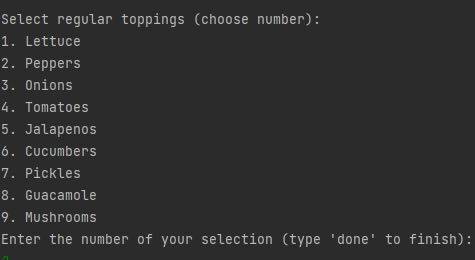 Select regular toppings (choose number):
1. Lettuce
2. Peppers
3. Onions
4. Tomatoes
5. Jalapenos
6. Cucumbers
7. Pickles
8. Guacamole
9. Mushrooms
Enter the number of your selection (type 'done' to finish):